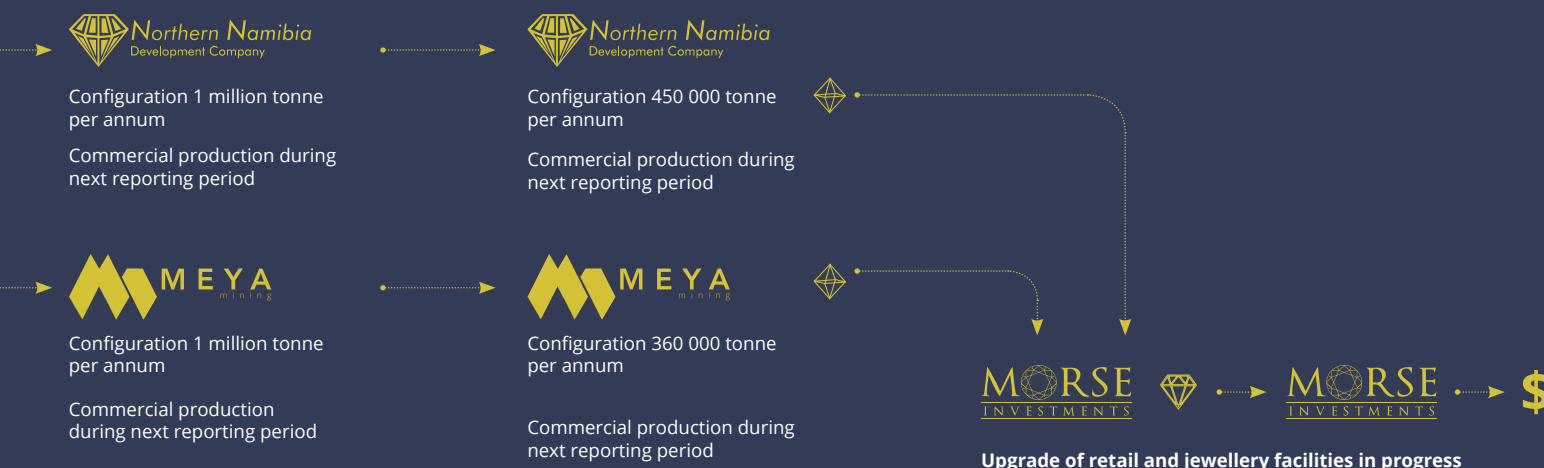 Northern Namibia
Development Company
Configuration 1 million tonne
per annum
Commercial production during
next reporting period
Northern Namibia
Development Company
Configuration 450 000 tonne
per annum
Commercial production during
next reporting period
MEYA
mining
Configuration 1 million tonne
per annum
Commercial production
during next reporting period
MEYA
mining
Configuration 360 000 tonne
per annum
Commercial production during
next reporting period
MORSE
INVESTMENTS
MORSE
INVESTMENTS
$
Upgrade of retail and jewellery facilities in progress